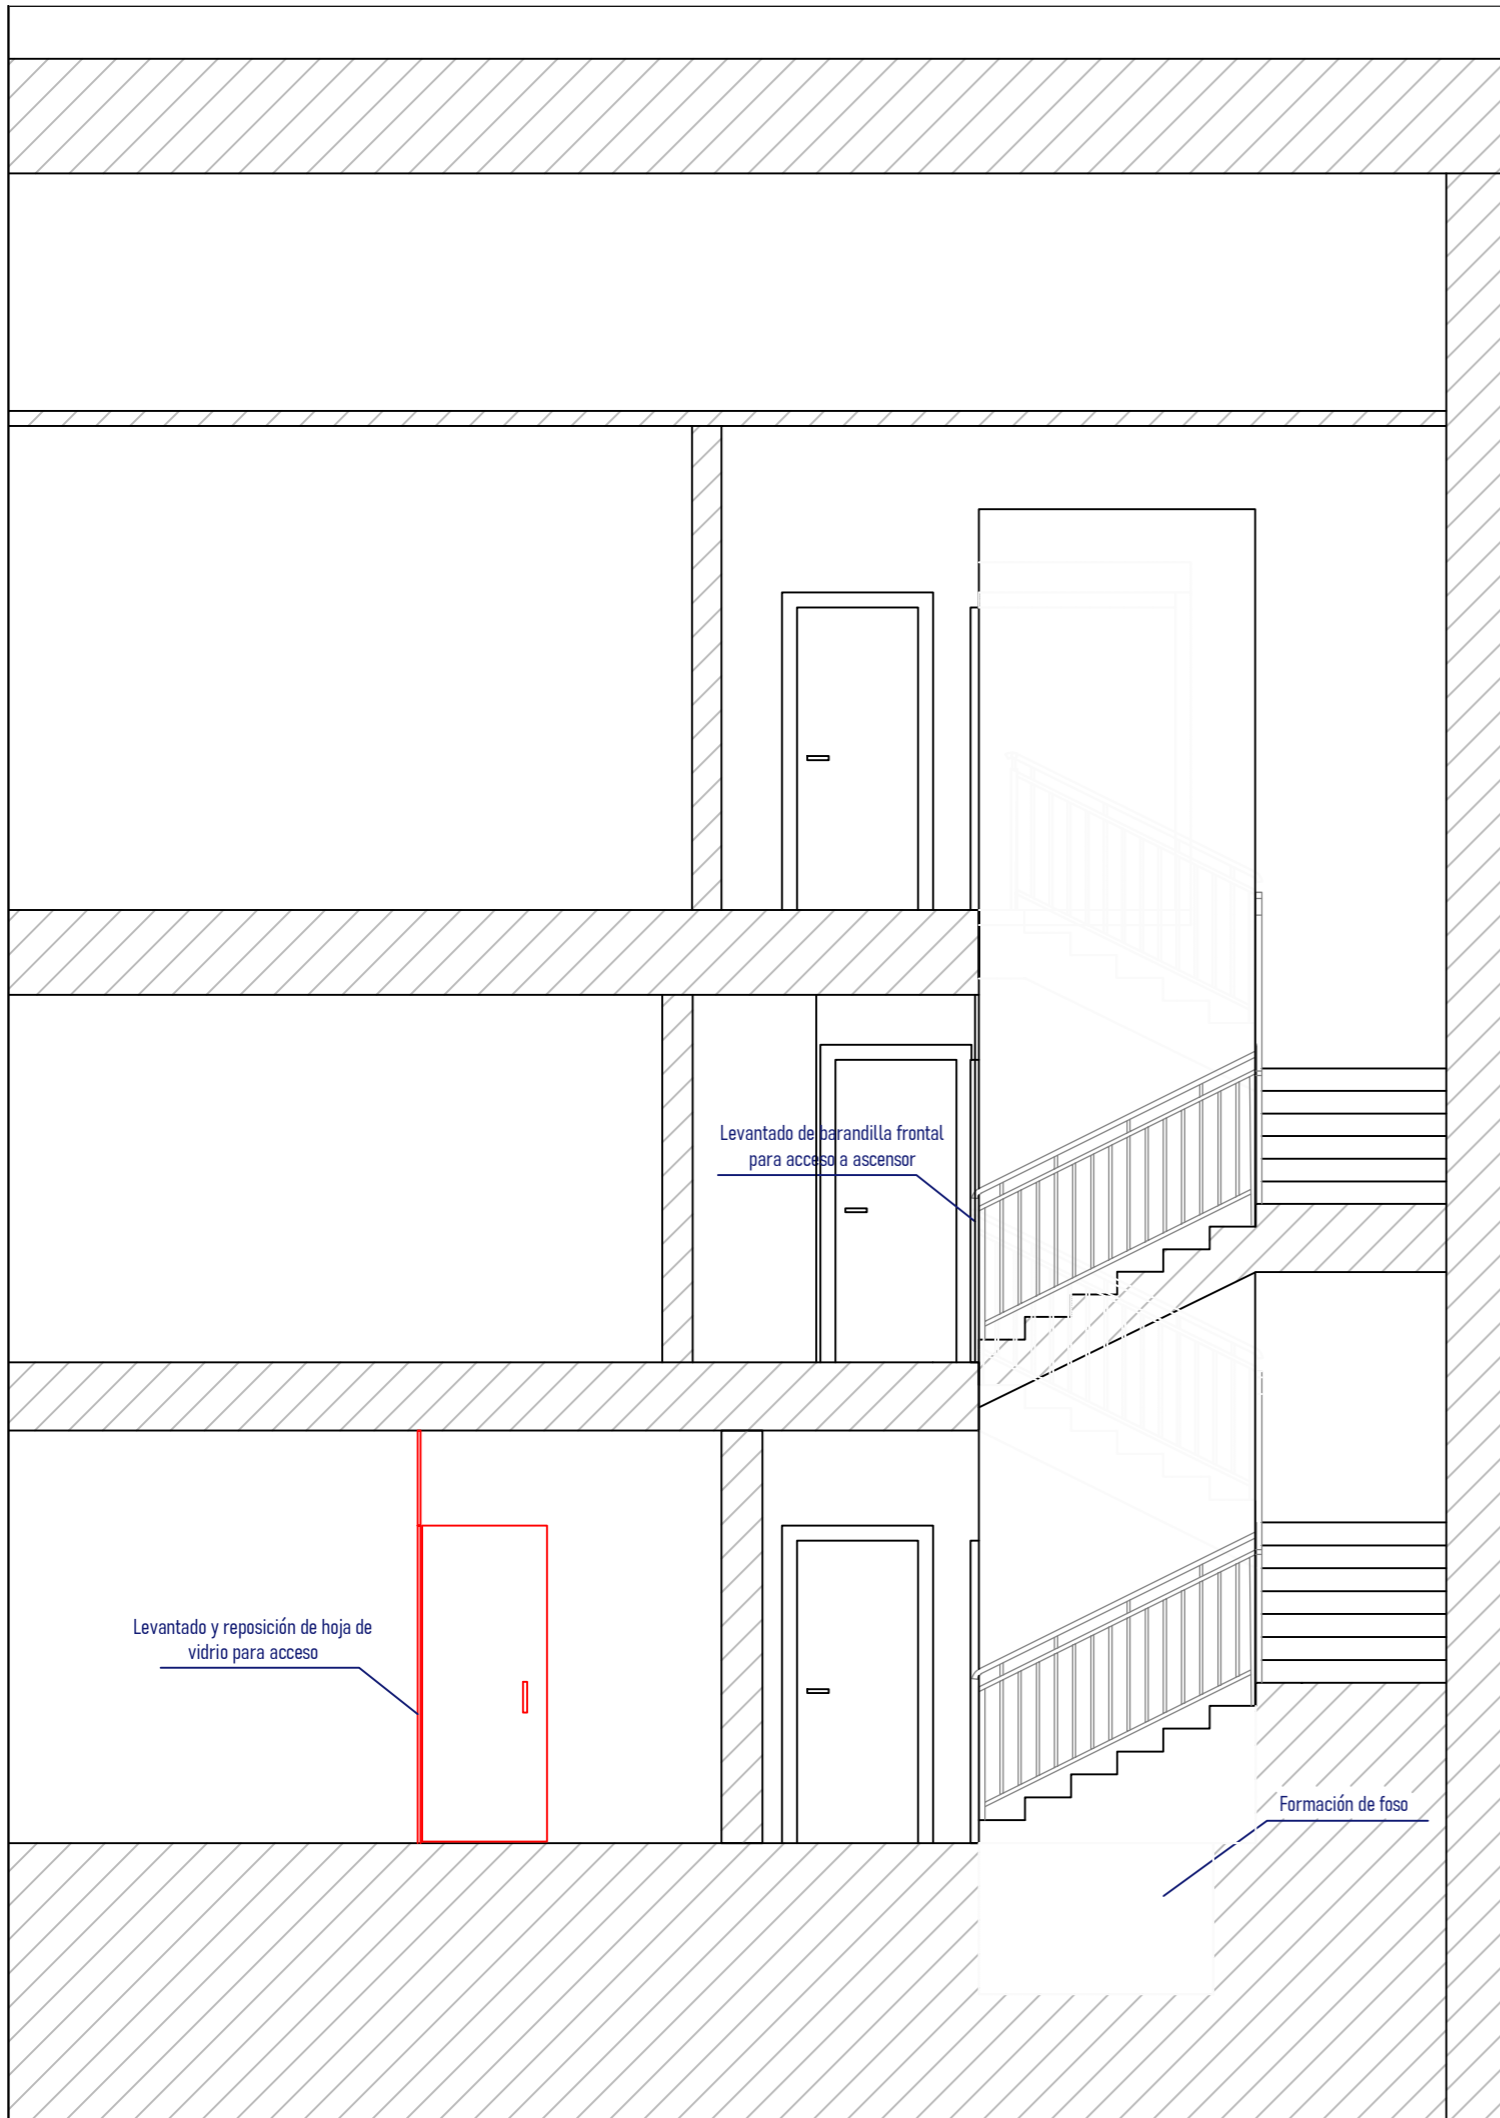 Levantado de barandilla frontal
para acceso a ascensor
Levantado y reposición de hoja de
vidrio para acceso
Formación de foso